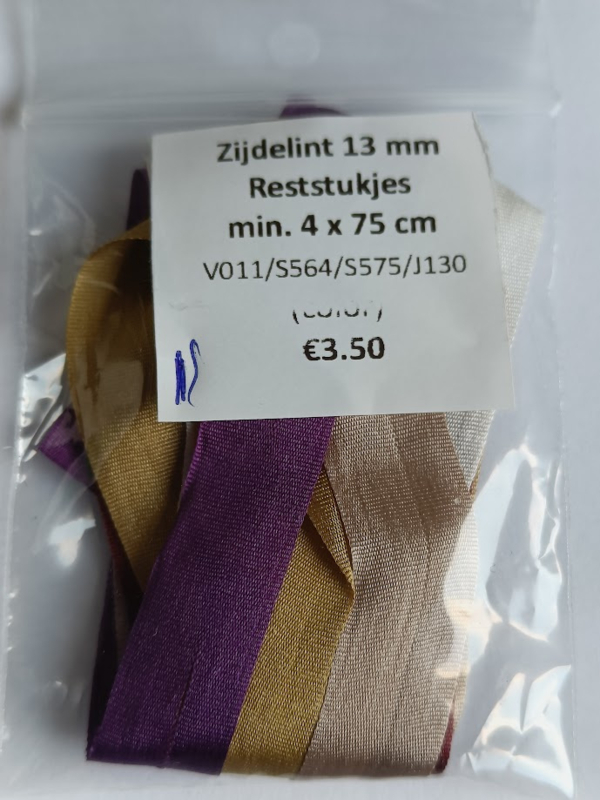 Zijdelint 13 mm
Reststukjes
min. 4 x 75 cm
V011/S564/S575/J130
€3.50